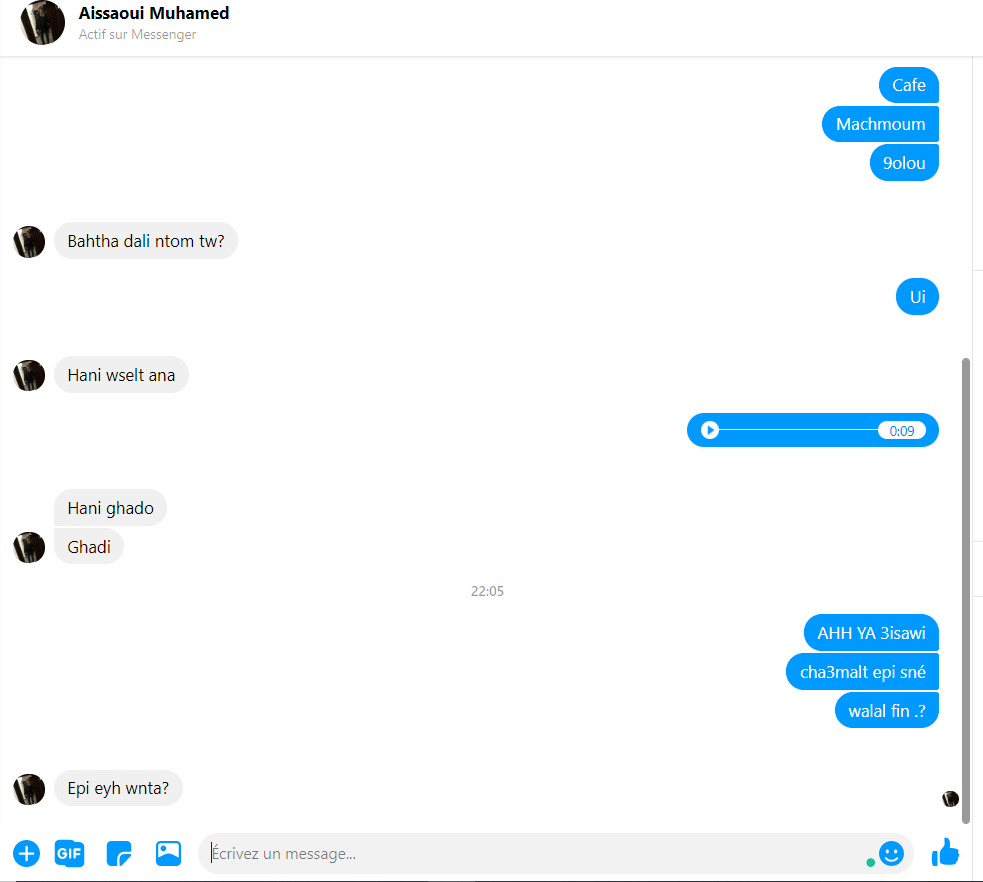 Aissaoui Muhamed
Actif sur Messenger
Cafe
Machmoum
9olou
Bahtha dali ntom tw?
Ui
Hani wselt ana
0:09
Hani ghado
Ghadi
22:05
AHH YA 3isawi
cha3malt epi sné
walal fin .?
Epi eyh wnta?
GIF
Écrivez un message...